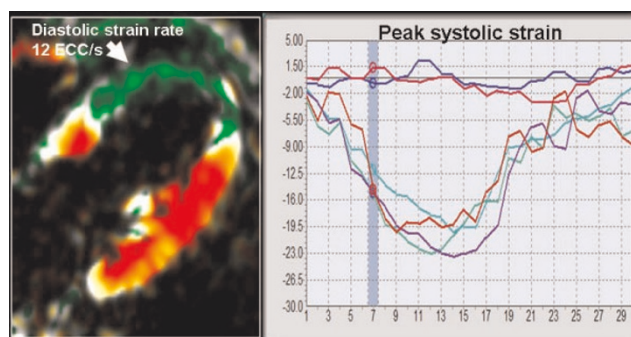 Diastolic strain rate
12 ECC/s
Peak systolic strain
5.00
1.50
-2.00
-5.50
-9.00
-12.5
-16.0
-19.5
-23.0
-26.5
-30.0
1 3 5 7 9 11 13 15 17 19 21 23 25 27 29